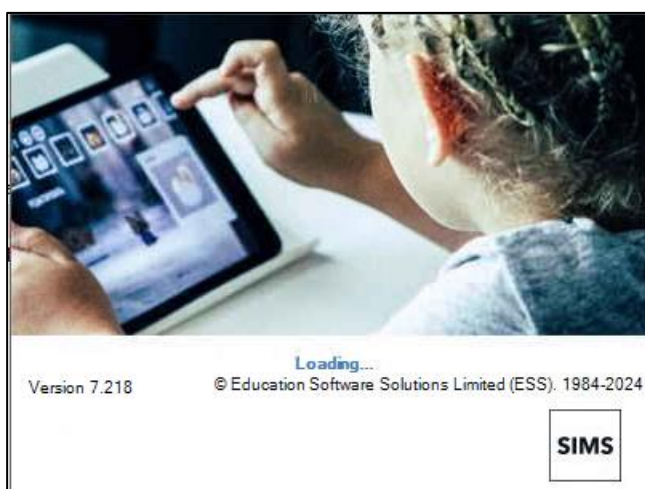 Loading...
Version 7.218
© Education Software Solutions Limited (ESS). 1984-2024
SIMS